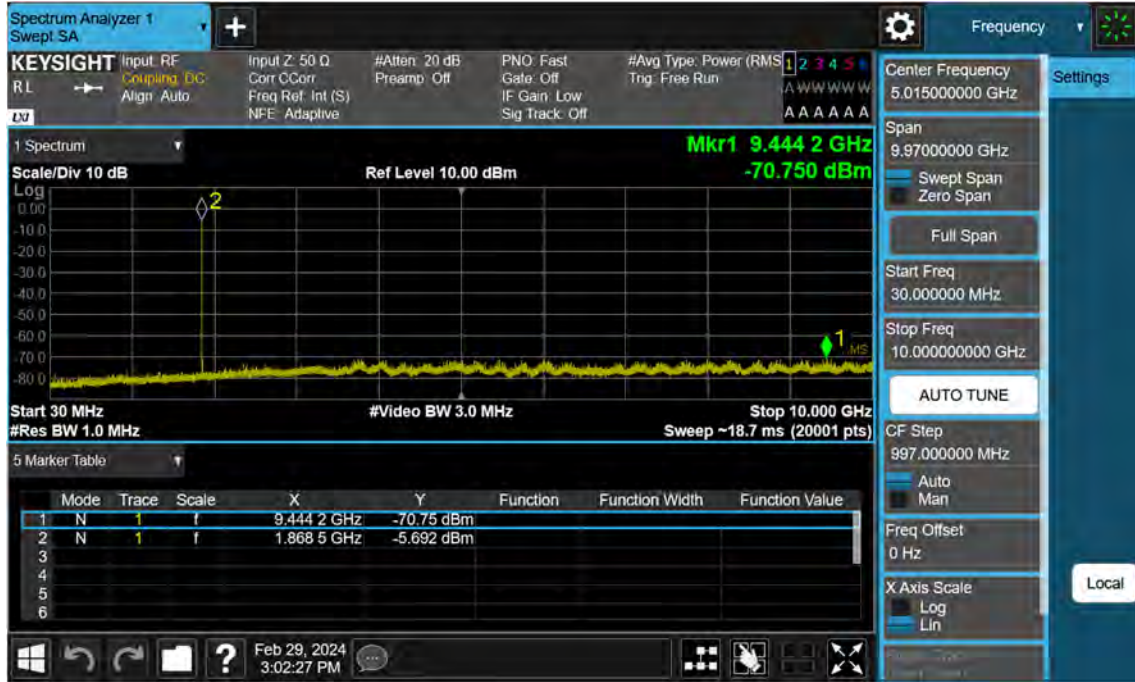 Spectrum Analyzer 1
Swept SA
+
Frequency
KEYSIGHT
Input: RF
Input Z: 50 Ω
#Atten: 20 dB
PNO: Fast
#Avg Type: Power (RMS
1 2 3 4 5 6
RL
Coupling: DC
Corr CCorr
Preamp: Off
Gate: Off
Trig: Free Run
A W W W W W
Align: Auto
Freq Ref: Int (S)
IF Gain: Low
NFE: Adaptive
Sig Track: Off
A A A A A A
LXI
Center Frequency
5.015000000 GHz
Settings
1 Spectrum
Mkr1 9.444 2 GHz
Scale/Div 10 dB
Ref Level 10.00 dBm
-70.750 dBm
Span
9.97000000 GHz
Swept Span
Zero Span
Full Span
Log
0.00
-10.0
-20.0
-30.0
-40.0
-50.0
-60.0
-70.0
-80.0
2
1
Start Freq
30.000000 MHz
Stop Freq
10.000000000 GHz
AUTO TUNE
Start 30 MHz
#Video BW 3.0 MHz
Stop 10.000 GHz
#Res BW 1.0 MHz
Sweep ~18.7 ms (20001 pts)
CF Step
997.000000 MHz
Auto
Man
Freq Offset
0 Hz
X Axis Scale
Log
Lin
Local
5 Marker Table
Mode Trace Scale X Y Function Function Width Function Value
1 N 1 f 9.444 2 GHz -70.75 dBm
2 N 1 f 1.868 5 GHz -5.692 dBm
3
4
5
6
?
Feb 29, 2024
3:02:27 PM